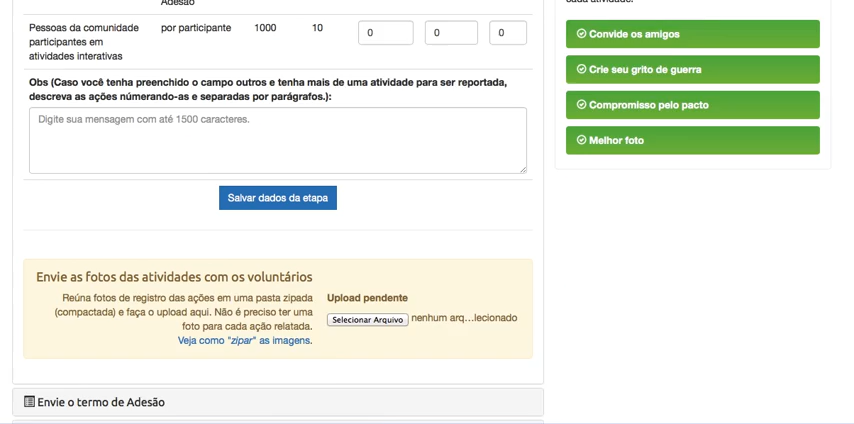 Adesão
cada atividade.
Pessoas da comunidade
participantes em
atividades interativas
por participante
1000
10
0
0
0
Obs (Caso você tenha preenchido o campo outros e tenha mais de uma atividade para ser reportada,
descreva as ações númerando-as e separadas por parágrafos.):
Digite sua mensagem com até 1500 caracteres.
Salvar dados da etapa
Envie as fotos das atividades com os voluntários
Reúna fotos de registro das ações em uma pasta zipada
(compactada) e faça o upload aqui. Não é preciso ter uma
foto para cada ação relatada.
Veja como "zipar" as imagens.
Upload pendente
Selecionar Arquivo nenhum arq...lecionado
Envie o termo de Adesão
Convide os amigos
Crie seu grito de guerra
Compromisso pelo pacto
Melhor foto